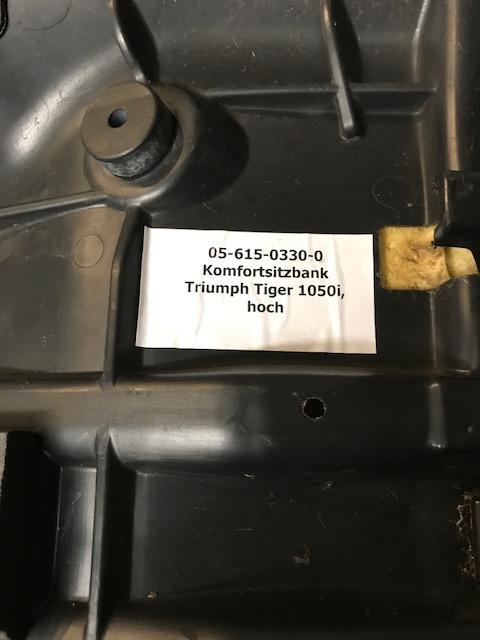 05-615-0330-0
Komfortsitzbank
Triumph Tiger 1050i,
hoch